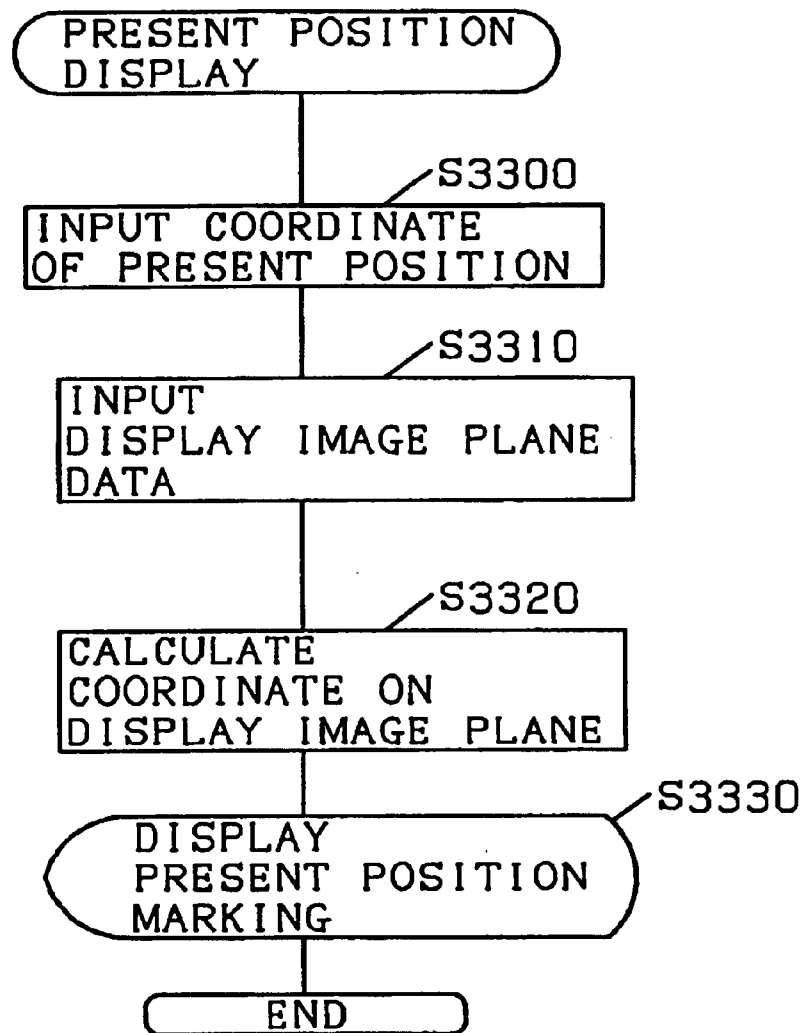 PRESENT POSITION
DISPLAY
S3300
INPUT COORDINATE
OF PRESENT POSITION
S3310
INPUT
DISPLAY IMAGE PLANE
DATA
S3320
CALCULATE
COORDINATE ON
DISPLAY IMAGE PLANE
S3330
DISPLAY
PRESENT POSITION
MARKING
END